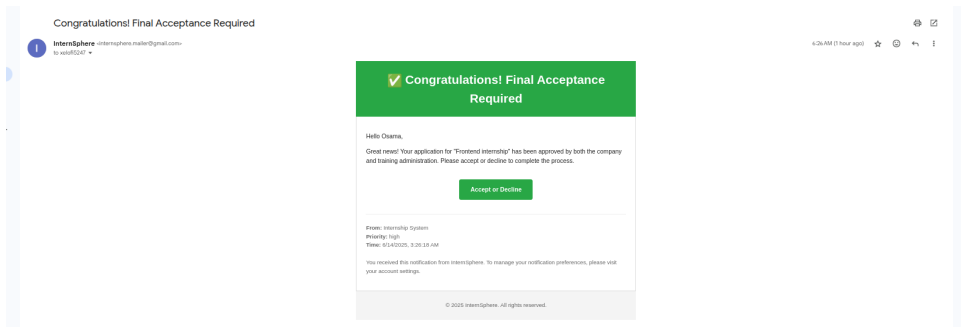 Congratulations! Final Acceptance Required
InternSphere <internsphere.mailer@gmail.com>
6:26 AM (1 hour ago)
to xelefi5247
✅ Congratulations! Final Acceptance
Required
Hello Osama,
Great news! Your application for "Frontend internship" has been approved by both the company
and training administration. Please accept or decline to complete the process.
Accept or Decline
From: Internship System
Priority: high
Time: 6/14/2025, 3:26:18 AM
You received this notification from InternSphere. To manage your notification preferences, please visit
your account settings.
© 2025 InternSphere. All rights reserved.